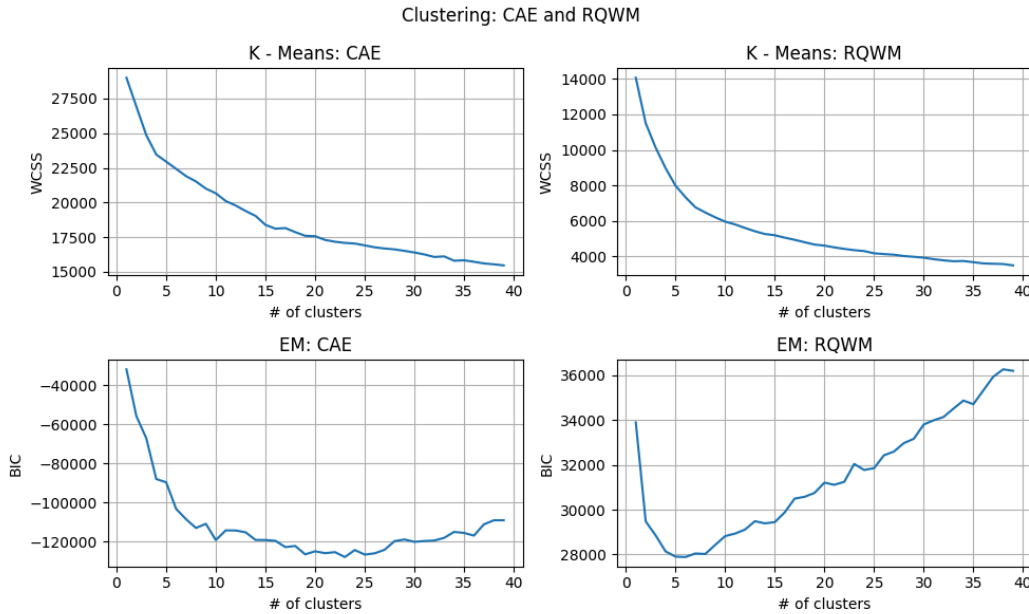 Clustering: CAE and RQWM
K - Means: CAE
WCSS
27500
25000
22500
20000
17500
15000
0 5 10 15 20 25 30 35 40
# of clusters
K - Means: RQWM
WCSS
14000
12000
10000
8000
6000
4000
0 5 10 15 20 25 30 35 40
# of clusters
EM: CAE
BIC
−40000
−60000
−80000
−100000
−120000
0 5 10 15 20 25 30 35 40
# of clusters
EM: RQWM
BIC
36000
34000
32000
30000
28000
0 5 10 15 20 25 30 35 40
# of clusters